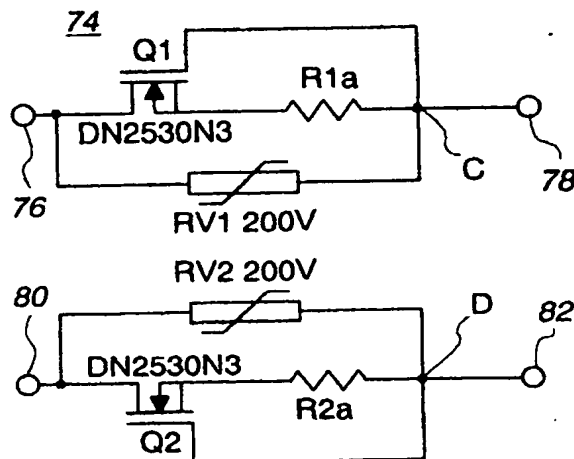 74
Q1
R1a
DN2530N3
C
76
78
RV1 200V
RV2 200V
80
D
82
DN2530N3
R2a
Q2